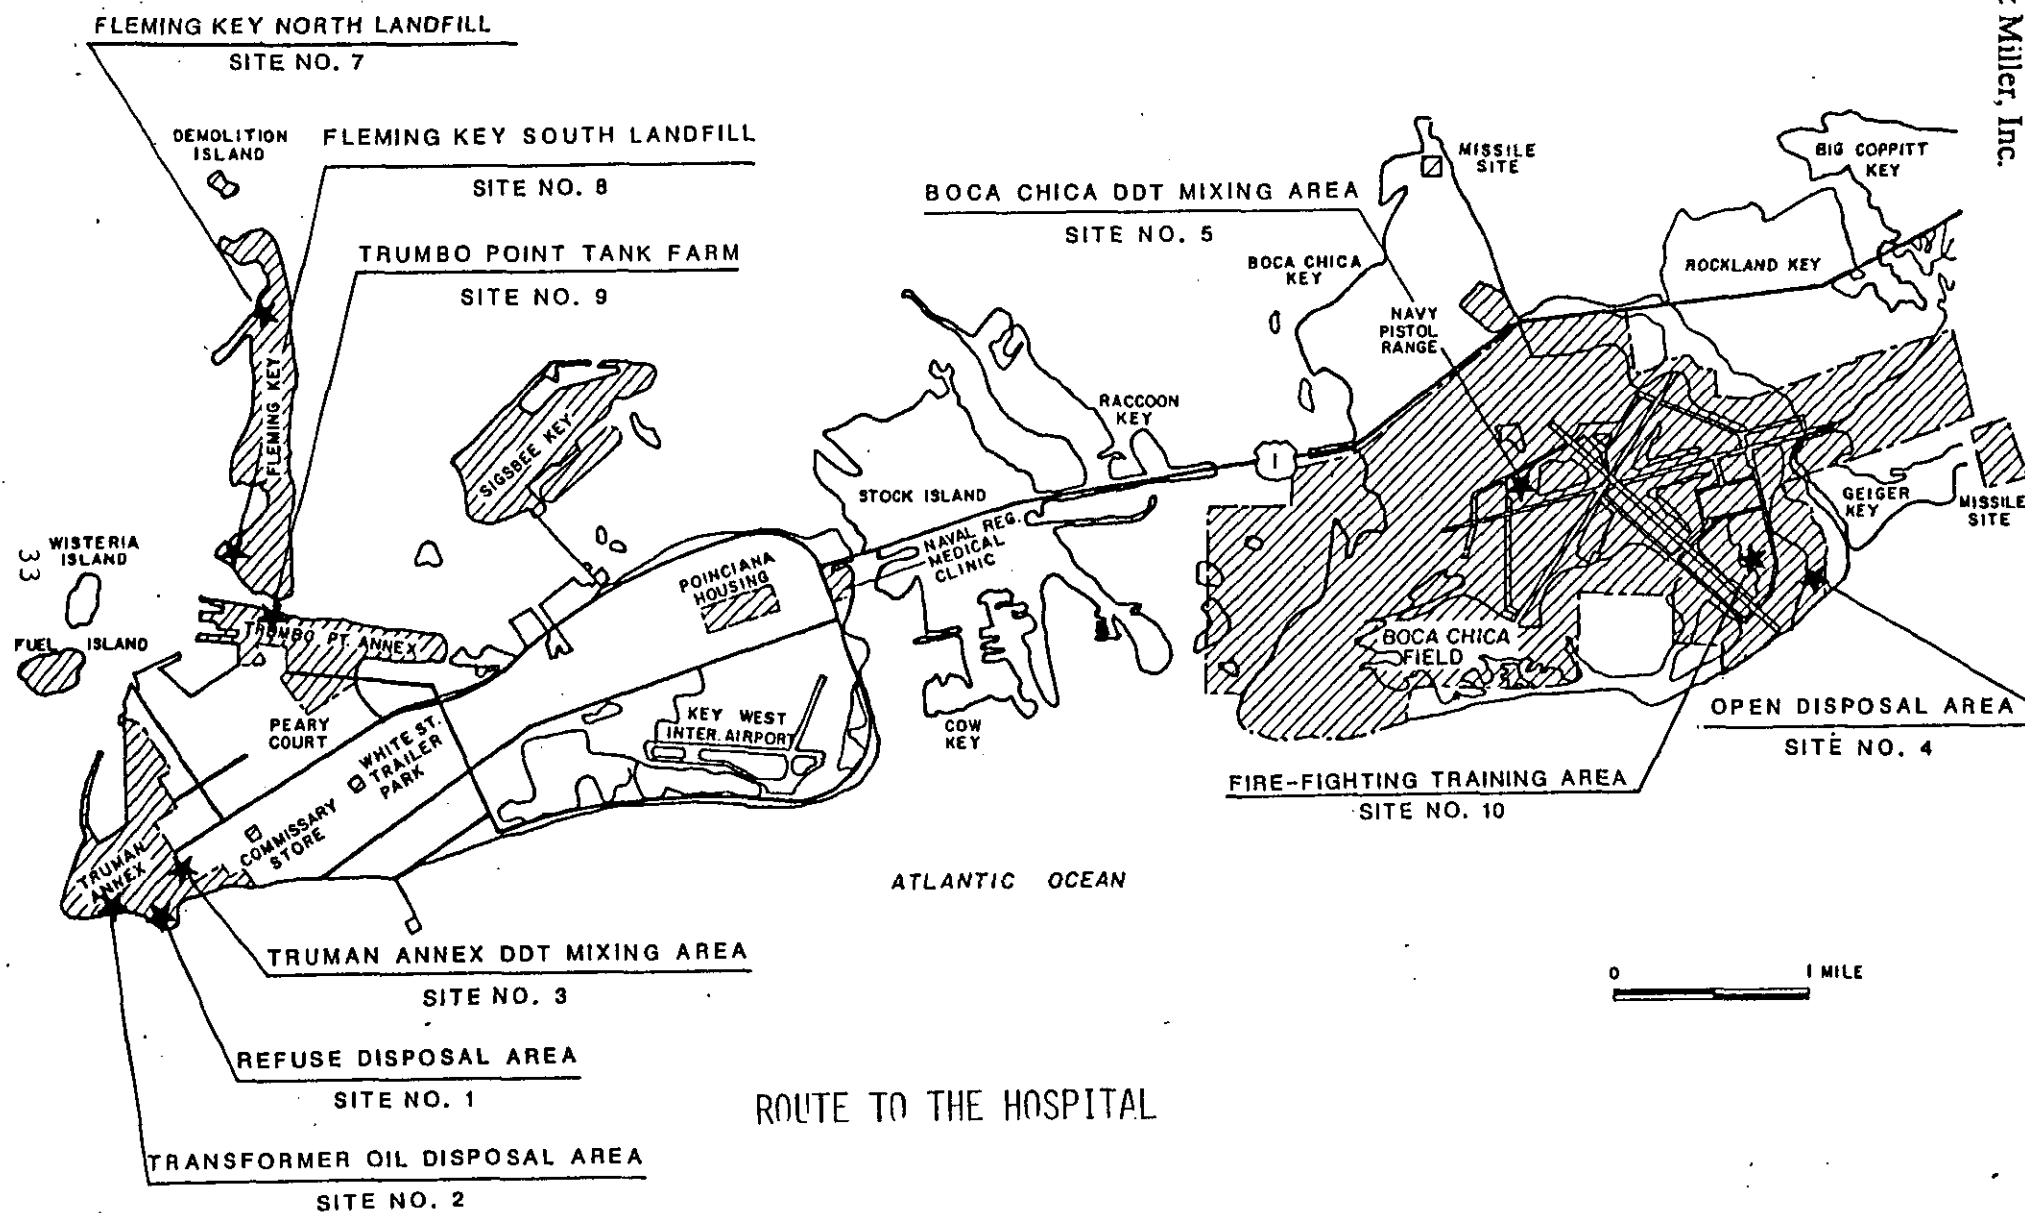 : Miller, Inc.
FLEMING KEY NORTH LANDFILL
SITE NO. 7
DEMOLITION
ISLAND
FLEMING KEY SOUTH LANDFILL
SITE NO. 8
TRUMBO POINT TANK FARM
SITE NO. 9
BOCA CHICA DDT MIXING AREA
SITE NO. 5
MISSILE
SITE
BIG COPPITT
KEY
BOCA CHICA
KEY
ROCKLAND KEY
NAVY
PISTOL
RANGE
FLEMING KEY
SIGSBEE KEY
RACCOON
KEY
1
STOCK ISLAND
NAVAL REG.
MEDICAL
CLINIC
GEIGER
KEY
MISSILE
SITE
33
WISTERIA
ISLAND
FUEL ISLAND
TRUMBO PT. ANNEX
POINCIANA
HOUSING
BOCA CHICA
FIELD
PEARY
COURT
WHITE ST.
TRAILER
PARK
KEY WEST
INTER. AIRPORT
COW
KEY
OPEN DISPOSAL AREA
SITE NO. 4
FIRE-FIGHTING TRAINING AREA
SITE NO. 10
COMMISSARY
STORE
TRUMAN
ANNEX
ATLANTIC OCEAN
TRUMAN ANNEX DDT MIXING AREA
SITE NO. 3
0 1 MILE
REFUSE DISPOSAL AREA
SITE NO. 1
ROUTE TO THE HOSPITAL
TRANSFORMER OIL DISPOSAL AREA
SITE NO. 2